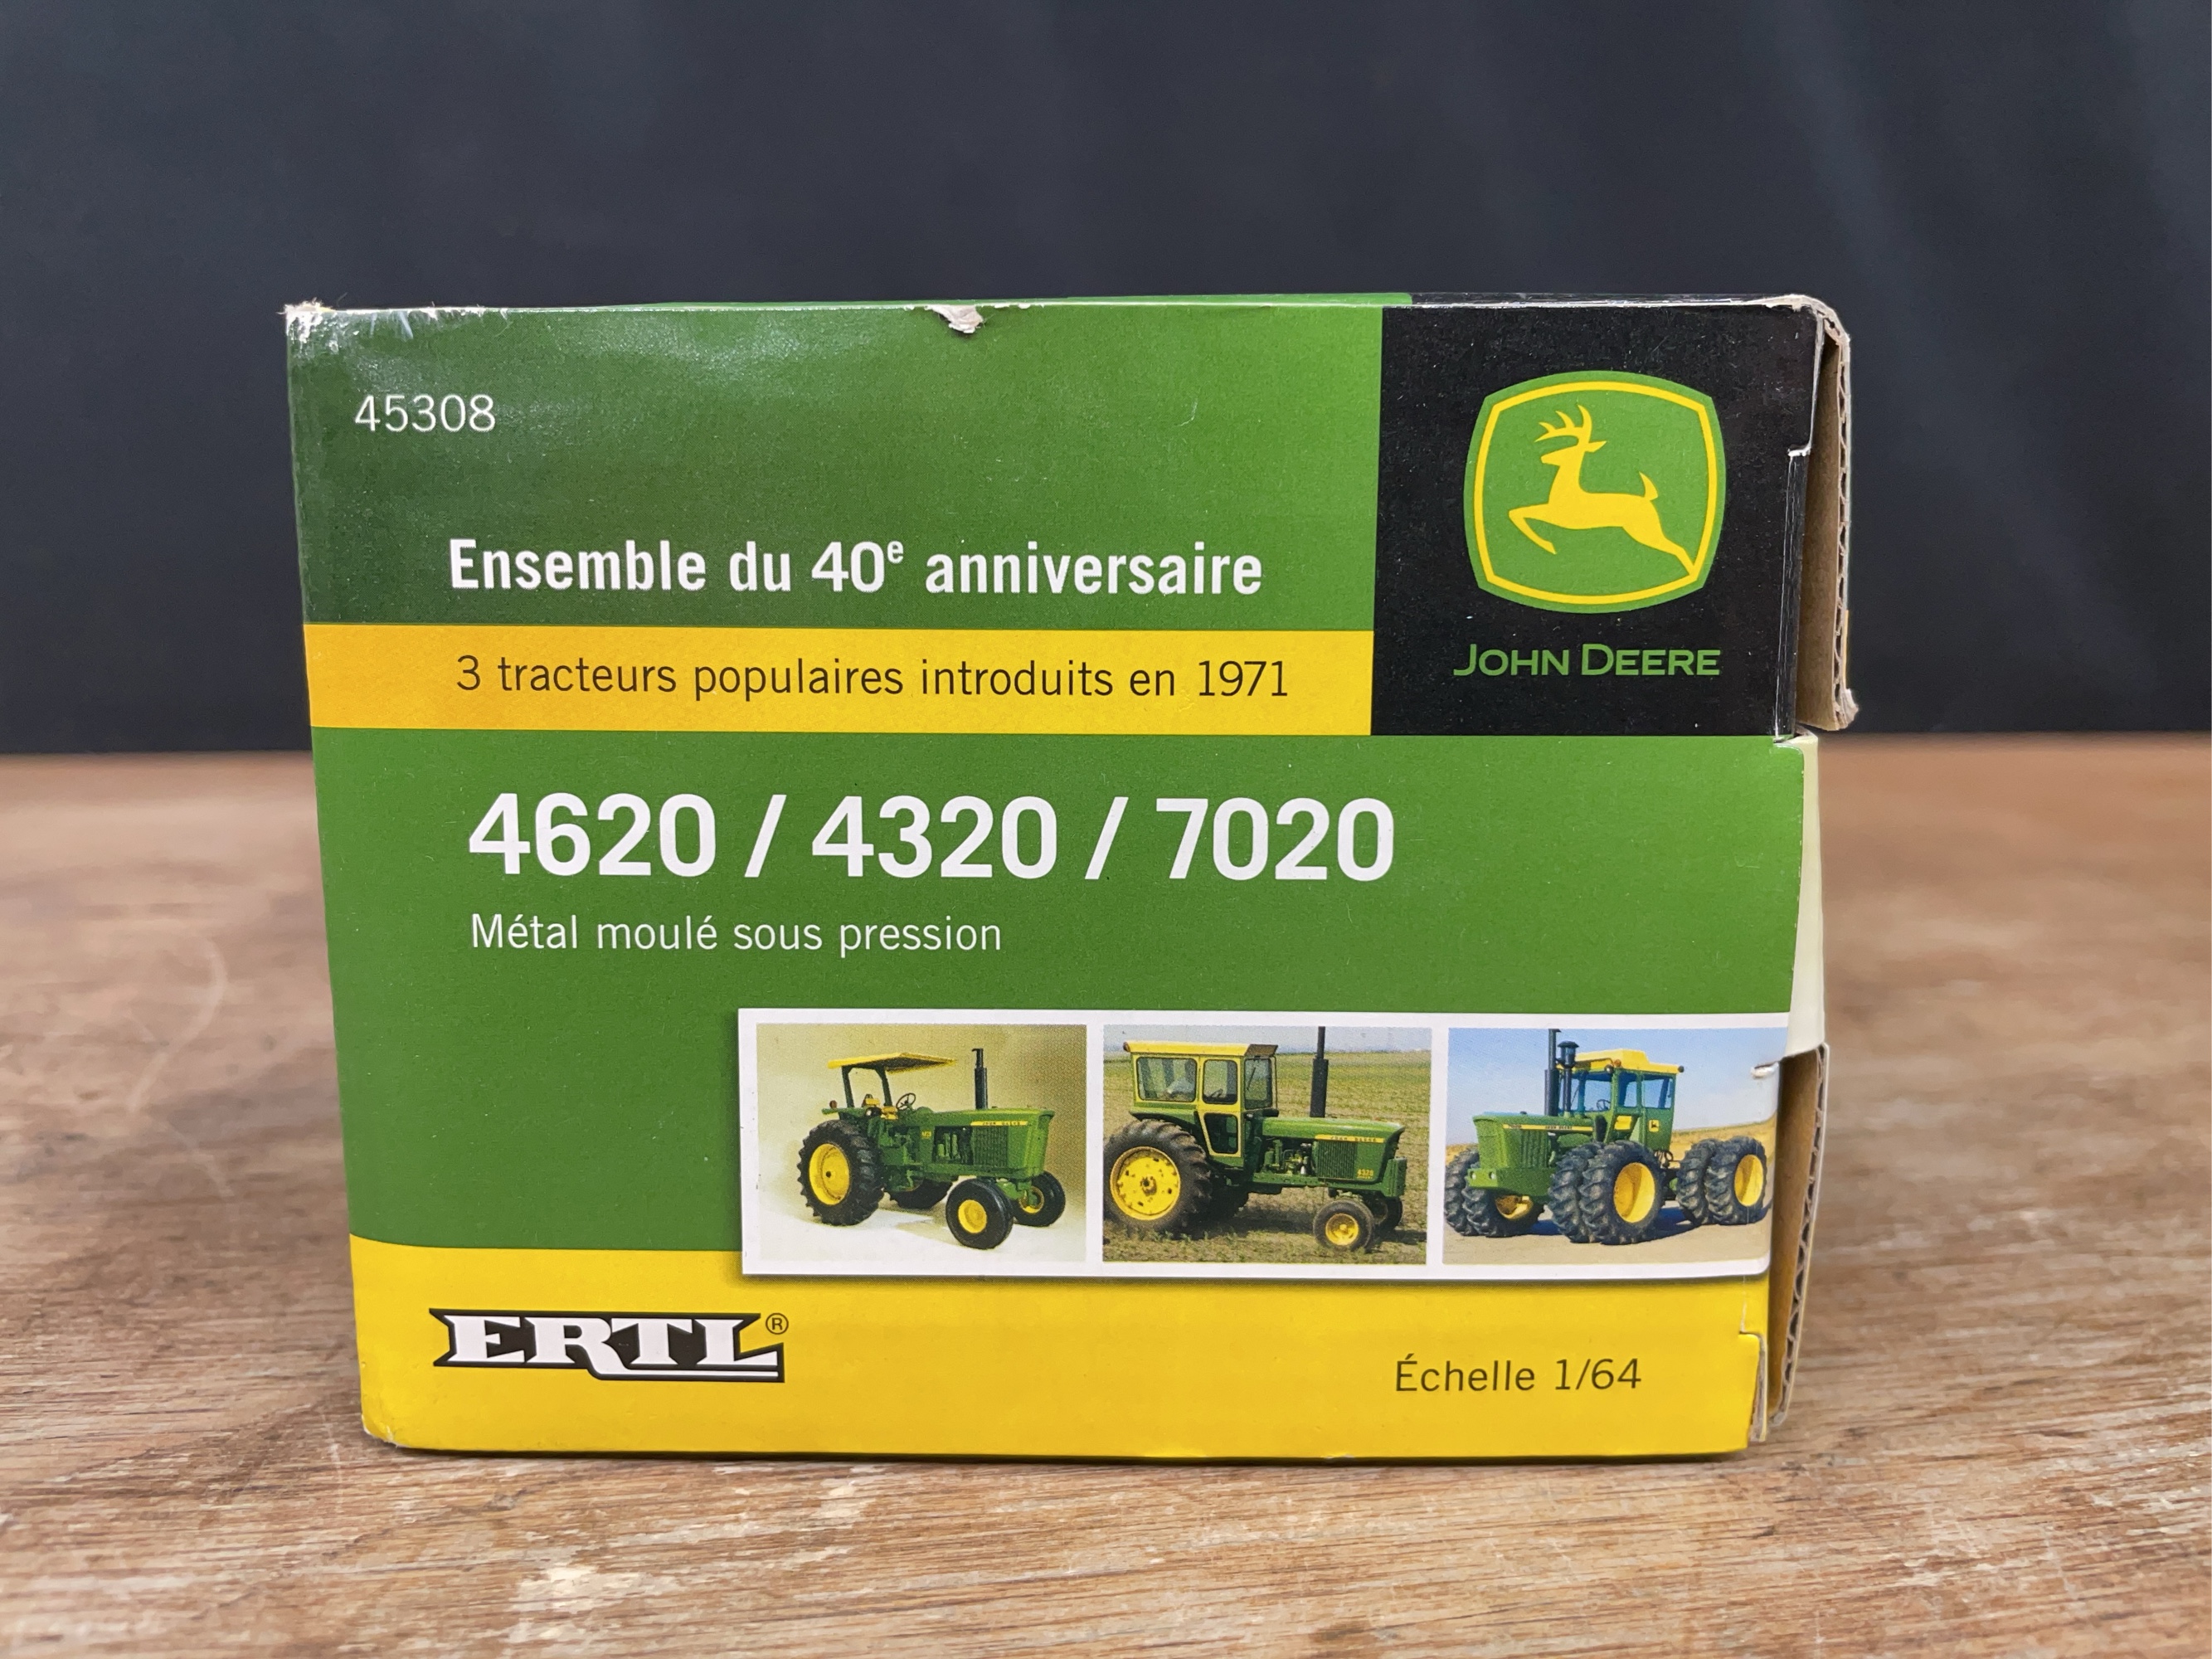 45308
Ensemble du 40e anniversaire
3 tracteurs populaires introduits en 1971
JOHN DEERE
4620 / 4320 / 7020
Métal moulé sous pression
ERTL®
Échelle 1/64